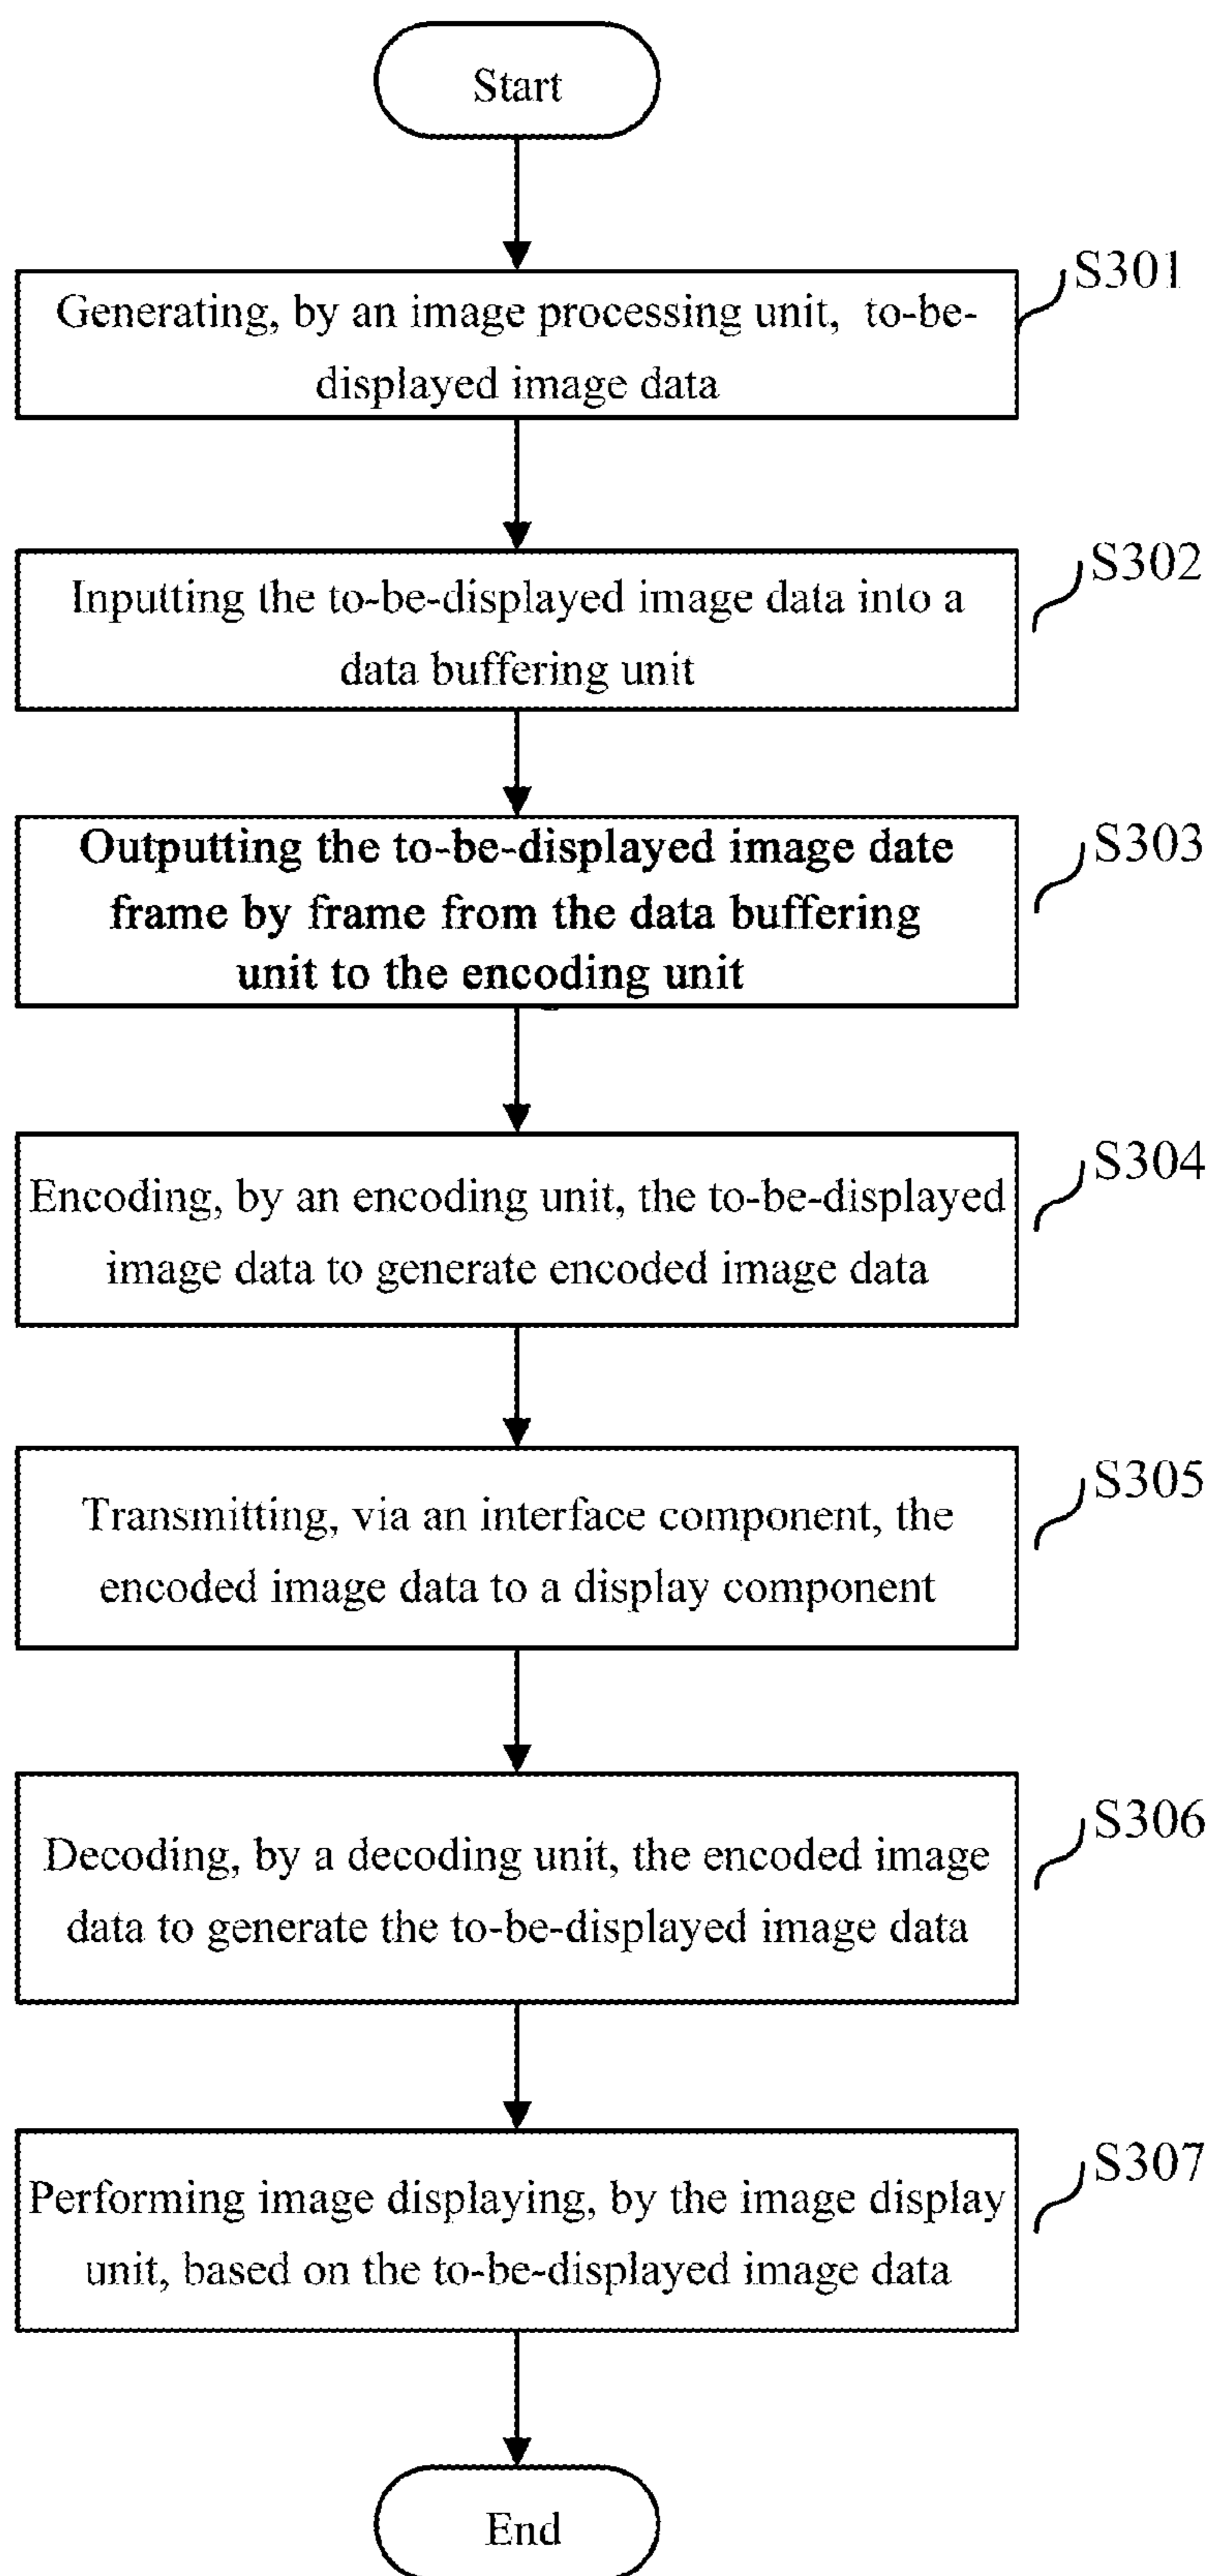 Start
S301
Generating, by an image processing unit, to-be-
displayed image data
S302
Inputting the to-be-displayed image data into a
data buffering unit
S303
Outputting the to-be-displayed image date
frame by frame from the data buffering
unit to the encoding unit
S304
Encoding, by an encoding unit, the to-be-displayed
image data to generate encoded image data
S305
Transmitting, via an interface component, the
encoded image data to a display component
S306
Decoding, by a decoding unit, the encoded image
data to generate the to-be-displayed image data
S307
Performing image displaying, by the image display
unit, based on the to-be-displayed image data
End